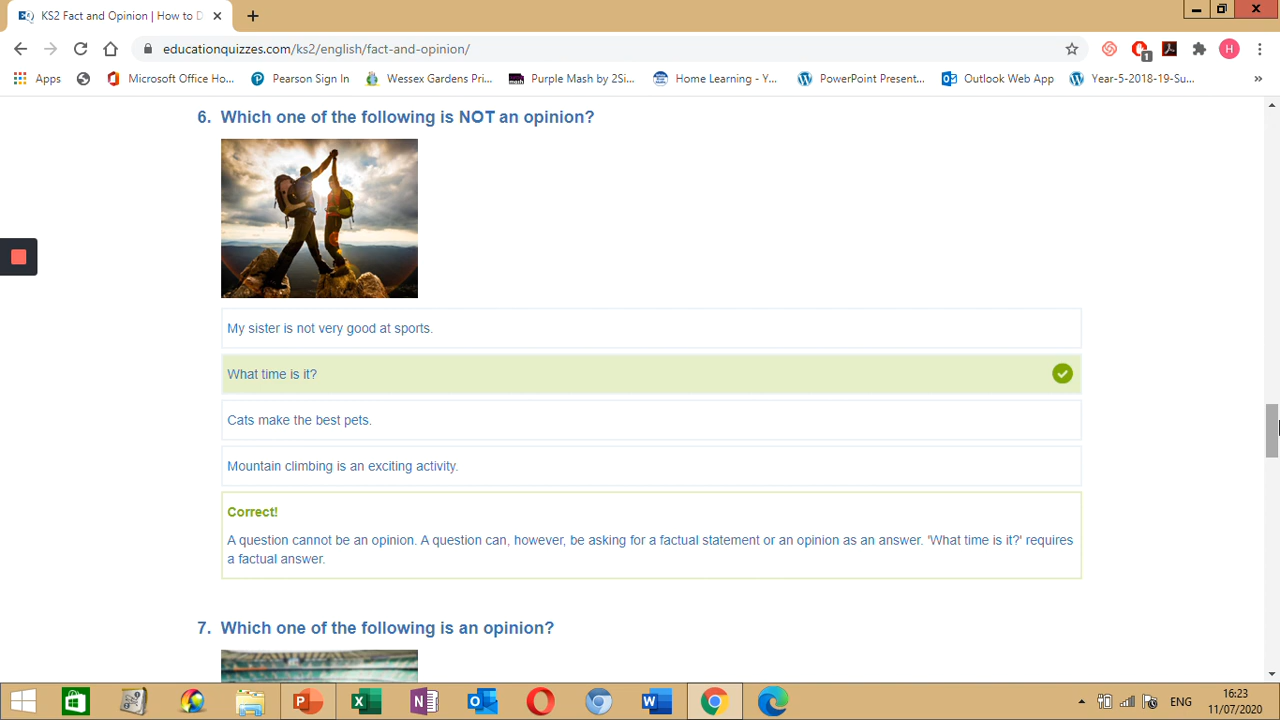 KS2 Fact and Opinion | How to D
educationquizzes.com/ks2/english/fact-and-opinion/
1
H
Apps
Microsoft Office Ho...
Pearson Sign In
Wessex Gardens Pri...
Purple Mash by 2Si...
Home Learning - Y...
PowerPoint Present...
Outlook Web App
Year-5-2018-19-Su...
»
6. Which one of the following is NOT an opinion?
My sister is not very good at sports.
What time is it?
Cats make the best pets.
Mountain climbing is an exciting activity.
Correct!
A question cannot be an opinion. A question can, however, be asking for a factual statement or an opinion as an answer. 'What time is it?' requires
a factual answer.
7. Which one of the following is an opinion?
ENG
16:23
11/07/2020